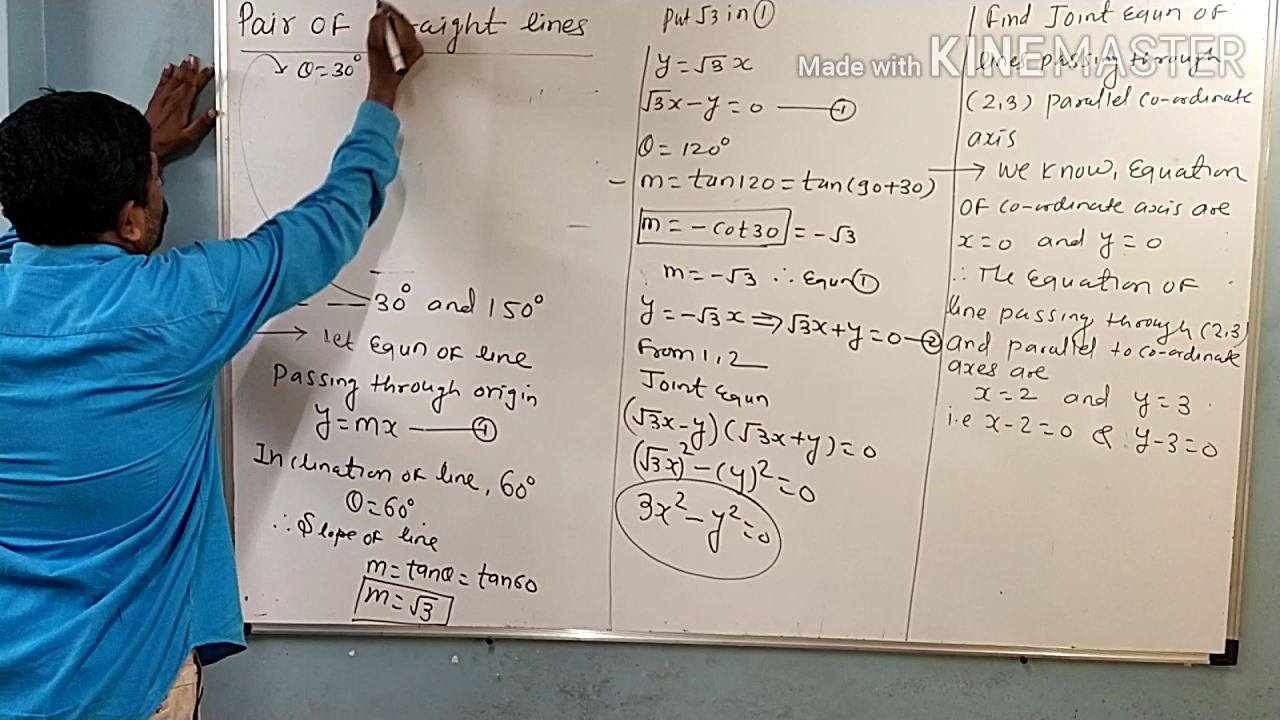 Pair of raight lines
↘ θ = 30°
30° and 150°
→ let Equn of line
Passing through origin
y = mx — ①
Inclination of line, 60°
θ = 60°
∴ Slope of line
m = tanθ = tan60
m = √3
Put √3 in ①
y = √3 x
√3x - y = 0 — ①
θ = 120°
m = tan120 = tan(90+30)
m = - cot30 = -√3
m = -√3 ∴ Equn ①
y = -√3 x ⇒ √3x + y = 0 — ②
From 1, 2
Joint Equn
(√3x - y) (√3x + y) = 0
(√3x)² - (y)² = 0
3x² - y² = 0
Find Joint Equn of
lines passing through
(2,3) parallel co-ordinate
axis
→ We know, Equation
of co-ordinate axis are
x = 0 and y = 0
∴ The Equation of
line passing through (2,3)
and parallel to co-ordinate
axes are
x = 2 and y = 3
i.e x - 2 = 0 & y - 3 = 0
Made with KINEMASTER